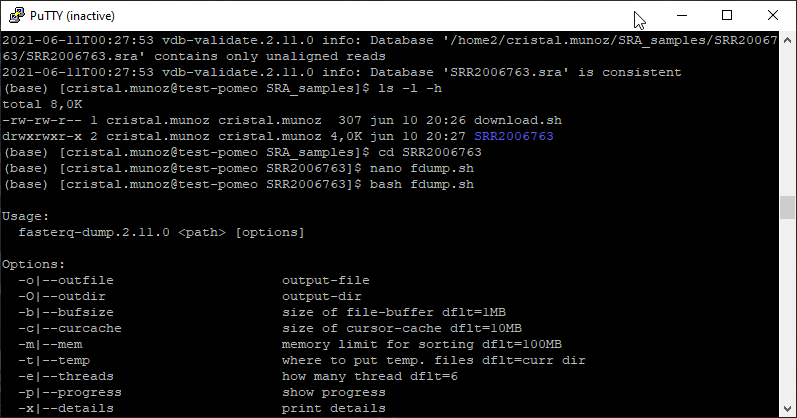 PuTTY (inactive)
2021-06-11T00:27:53 vdb-validate.2.11.0 info: Database '/home2/cristal.munoz/SRA_samples/SRR20067
63/SRR2006763.sra' contains only unaligned reads
2021-06-11T00:27:53 vdb-validate.2.11.0 info: Database 'SRR2006763.sra' is consistent
(base) [cristal.munoz@test-pomeo SRA_samples]$ ls -l -h
total 8,0K
-rw-rw-r-- 1 cristal.munoz cristal.munoz  307 jun 10 20:26 download.sh
drwxrwxr-x 2 cristal.munoz cristal.munoz 4,0K jun 10 20:27 SRR2006763
(base) [cristal.munoz@test-pomeo SRA_samples]$ cd SRR2006763
(base) [cristal.munoz@test-pomeo SRR2006763]$ nano fdump.sh
(base) [cristal.munoz@test-pomeo SRR2006763]$ bash fdump.sh
Usage:
  fasterq-dump.2.11.0 <path> [options]
Options:
  -o|--outfile                     output-file
  -O|--outdir                      output-dir
  -b|--bufsize                     size of file-buffer dflt=1MB
  -c|--curcache                    size of cursor-cache dflt=10MB
  -m|--mem                         memory limit for sorting dflt=100MB
  -t|--temp                        where to put temp. files dflt=curr dir
  -e|--threads                     how many thread dflt=6
  -p|--progress                    show progress
  -x|--details                     print details